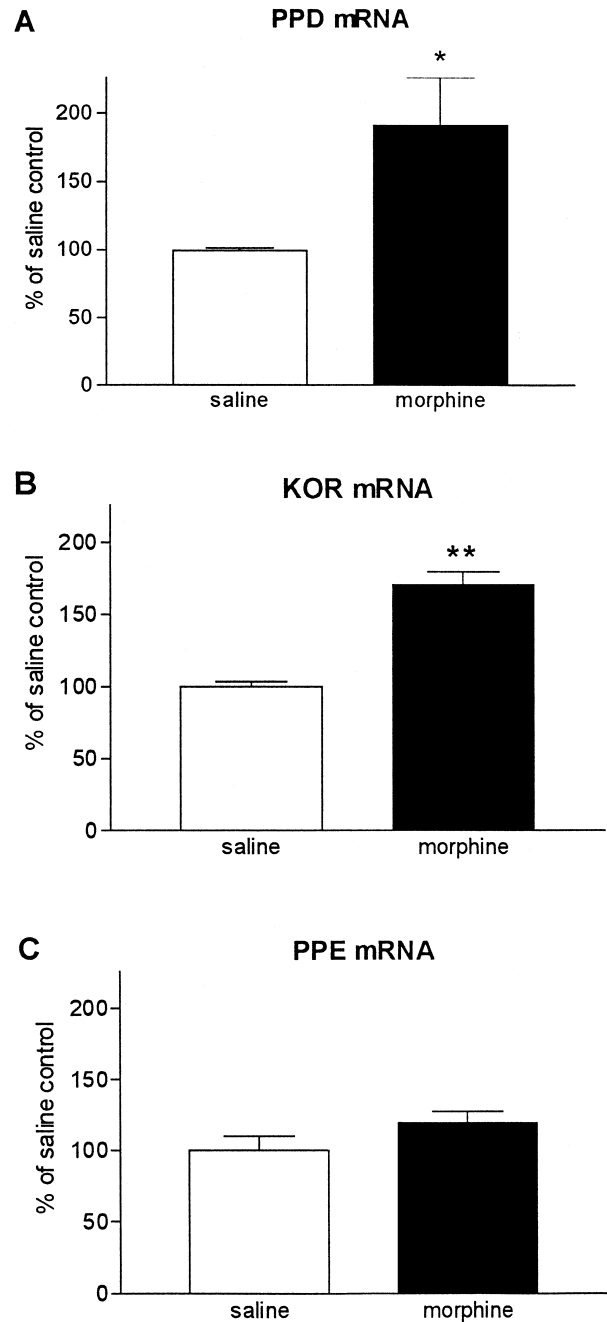 A
PPD mRNA
*
% of saline control
200
150
100
50
0
saline morphine
B
KOR mRNA
**
% of saline control
200
150
100
50
0
saline morphine
C
PPE mRNA
% of saline control
200
150
100
50
0
saline morphine